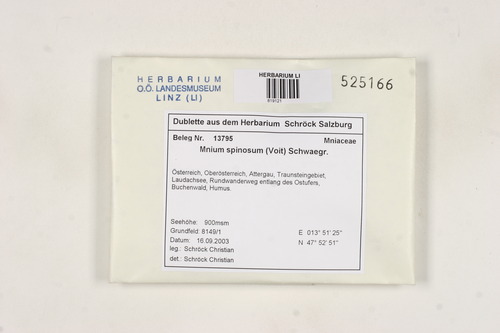 HERBARIUM
O.Ö. LANDESMUSEUM
LINZ (LI)
HERBARIUM LI
619121
525166
Dublette aus dem Herbarium Schröck Salzburg
Beleg Nr. 13795 Mniaceae
Mnium spinosum (Voit) Schwaegr.
Österreich, Oberösterreich, Attergau, Traunsteingebiet,
Laudachsee, Rundwanderweg entlang des Ostufers,
Buchenwald, Humus.
Seehöhe: 900msm
Grundfeld: 8149/1 E 013° 51' 25"
Datum: 16.09.2003 N 47° 52' 51"
leg.: Schröck Christian
det.: Schröck Christian